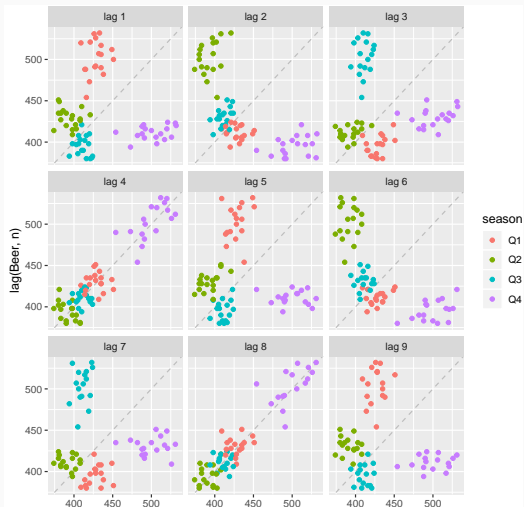 lag 1
lag 2
lag 3
500
450
400
lag 4
lag 5
lag 6
500
450
400
lag 7
lag 8
lag 9
500
450
400
400 450 500
400 450 500
400 450 500
lag(Beer, n)
season
Q1
Q2
Q3
Q4